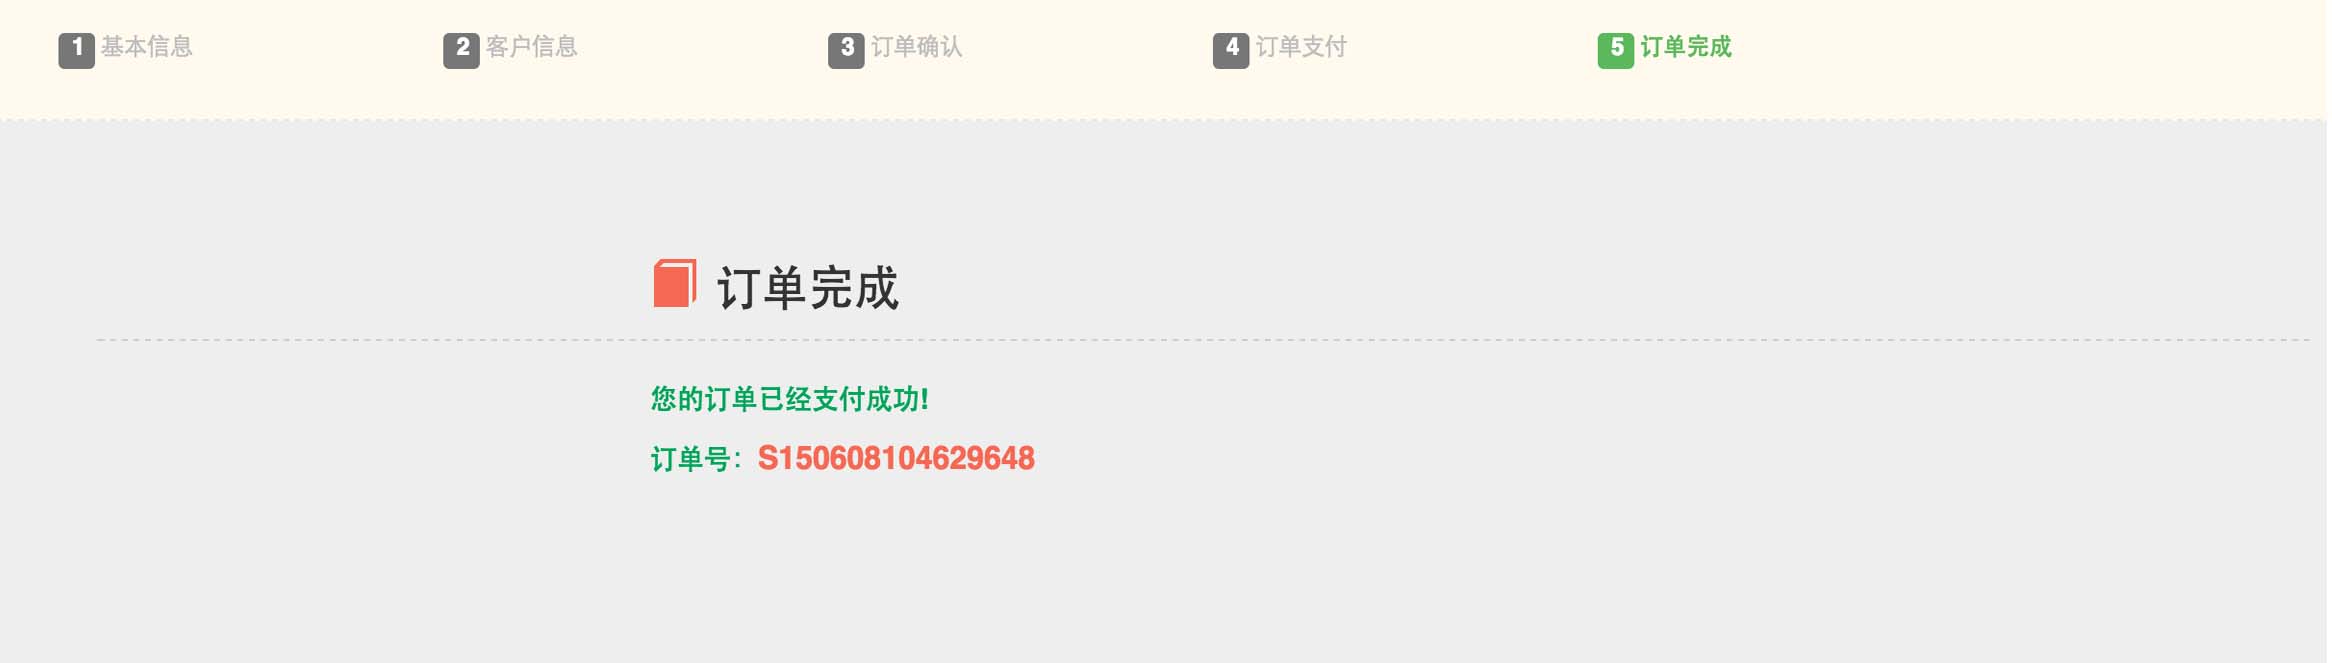 1 基本信息 2 客户信息 3 订单确认 4 订单支付 5 订单完成
订单完成
您的订单已经支付成功!
订单号：S150608104629648